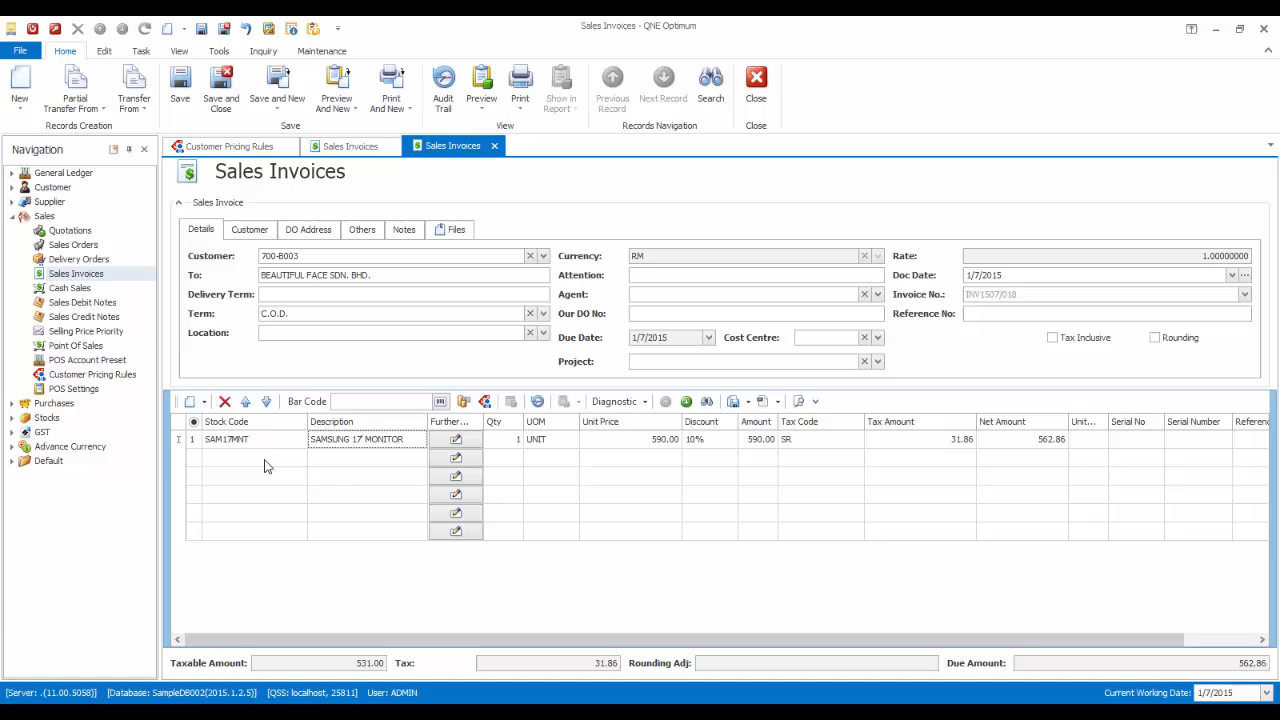 Sales Invoices - QNE Optimum
File Home Edit Task View Tools Inquiry Maintenance
New Partial Transfer From Transfer From Save Save and Close Save and New Preview And New Print And New Audit Trail Preview Print Show in Report Previous Record Next Record Search Close
Records Creation Save View Records Navigation Close
Navigation
General Ledger
Customer
Supplier
Sales
Quotations
Sales Orders
Delivery Orders
Sales Invoices
Cash Sales
Sales Debit Notes
Sales Credit Notes
Selling Price Priority
Point Of Sales
POS Account Preset
Customer Pricing Rules
POS Settings
Purchases
Stocks
GST
Advance Currency
Default
Customer Pricing Rules Sales Invoices Sales Invoices
Sales Invoices
Sales Invoice
Details Customer DO Address Others Notes Files
Customer: 700-B003 Currency: RM Rate: 1.00000000
To: BEAUTIFUL FACE SDN. BHD. Attention: Doc Date: 1/7/2015
Delivery Term: Agent: Invoice No.: INV1507/018
Term: C.O.D. Our DO No: Reference No:
Location: Due Date: 1/7/2015 Cost Centre: Tax Inclusive Rounding
Project:
Bar Code Diagnostic
Stock Code Description Further... Qty UOM Unit Price Discount Amount Tax Code Tax Amount Net Amount Unit... Serial No Serial Number Referenc
1 SAM17MNT SAMSUNG 17' MONITOR 1 UNIT 590.00 10% 590.00 SR 31.86 562.86
Taxable Amount: 531.00 Tax: 31.86 Rounding Adj: Due Amount: 562.86
[Server: .(11.00.5058)] [Database: SampleDB002(2015.1.2.5)] [QSS: localhost, 25811] User: ADMIN Current Working Date: 1/7/2015